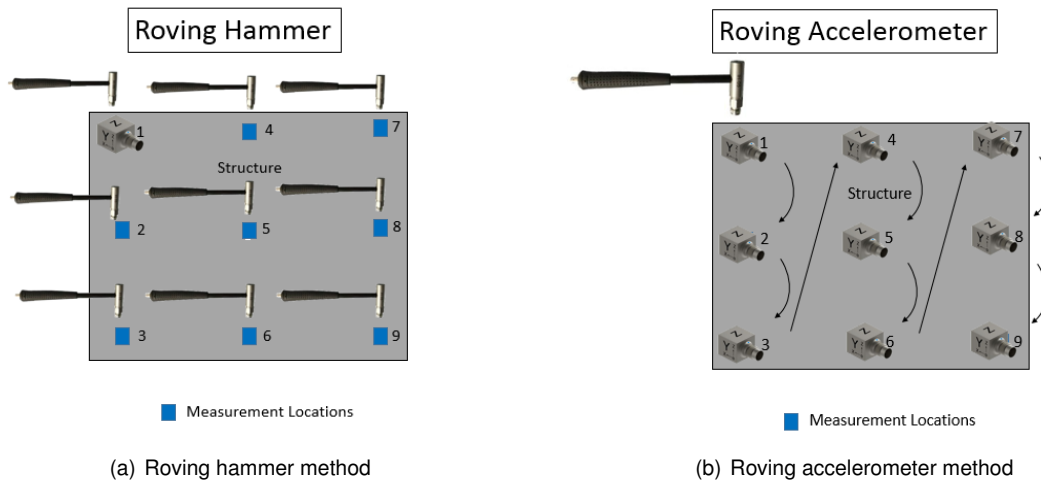 Roving Hammer
1
4
7
Structure
2
5
8
3
6
9
Measurement Locations
(a) Roving hammer method
Roving Accelerometer
1
4
7
Structure
2
5
8
3
6
9
Z
Y
Measurement Locations
(b) Roving accelerometer method